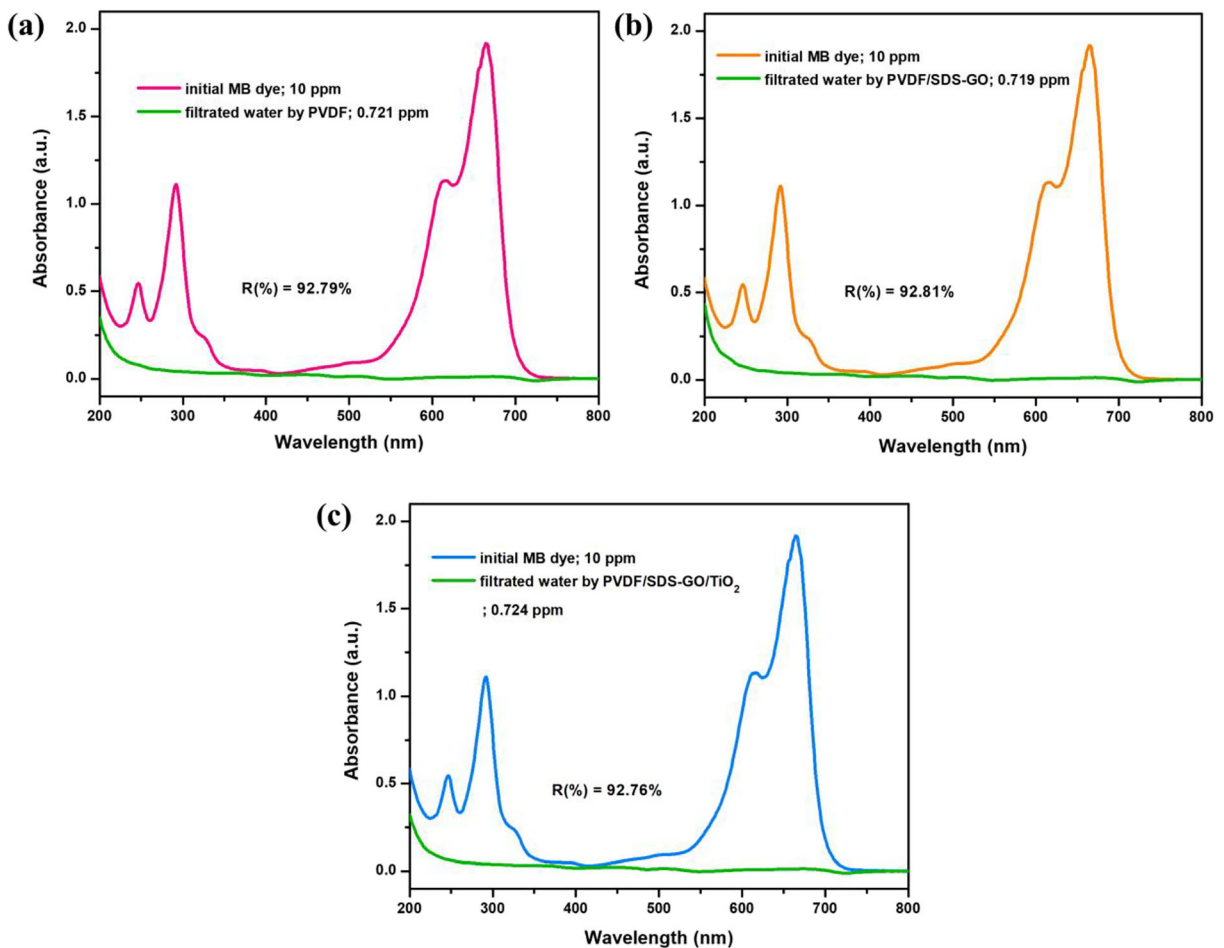 (a)
2.0
1.5
1.0
0.5
0.0
Absorbance (a.u.)
initial MB dye; 10 ppm
filtrated water by PVDF; 0.721 ppm
R(%) = 92.79%
200 300 400 500 600 700 800
Wavelength (nm)
(b)
2.0
1.5
1.0
0.5
0.0
Absorbance (a.u.)
initial MB dye; 10 ppm
filtrated water by PVDF/SDS-GO; 0.719 ppm
R(%) = 92.81%
200 300 400 500 600 700 800
Wavelength (nm)
(c)
2.0
1.5
1.0
0.5
0.0
Absorbance (a.u.)
initial MB dye; 10 ppm
filtrated water by PVDF/SDS-GO/TiO₂
; 0.724 ppm
R(%) = 92.76%
200 300 400 500 600 700 800
Wavelength (nm)